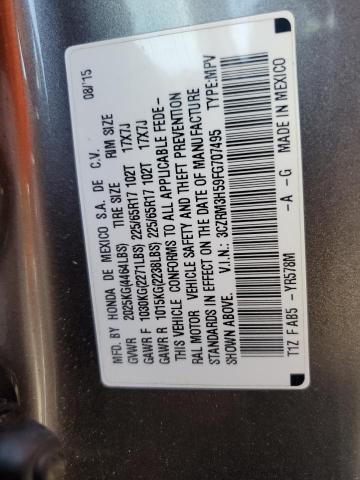 MFD. BY HONDA DE MEXICO S.A. DE C.V. 08/15
TIRE SIZE RIM SIZE
GVWR 2025KG(4464LBS)
GAWR F 1030KG(2271LBS) 225/65R17 102T 17X7J
GAWR R 1015KG(2238LBS) 225/65R17 102T 17X7J
THIS VEHICLE CONFORMS TO ALL APPLICABLE FEDE-
RAL MOTOR VEHICLE SAFETY AND THEFT PREVENTION
STANDARDS IN EFFECT ON THE DATE OF MANUFACTURE
SHOWN ABOVE. V.I.N.: 3CZRM3H59FG707495 TYPE:MPV
T1Z FAB5 -YR578M -A -G MADE IN MEXICO